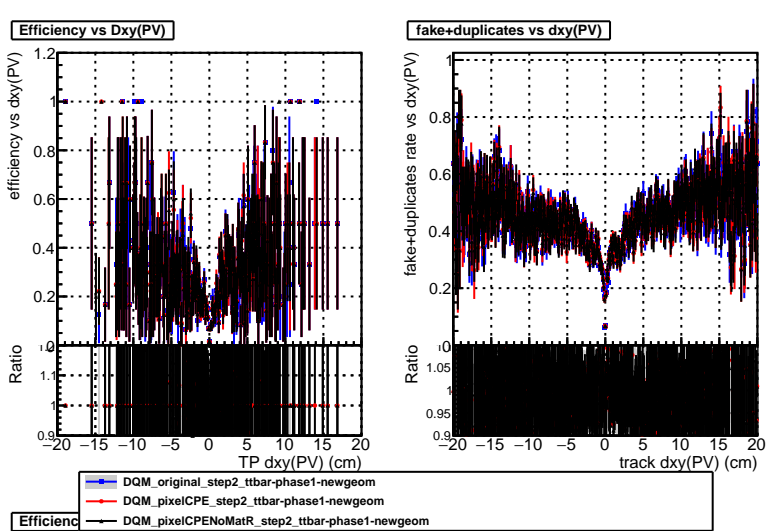 Efficiency vs Dxy(PV)
efficiency vs dxy(PV)
1.2
1
0.8
0.6
0.4
0.2
0
Ratio
1.1
1
0.9
−20 −15 −10 −5 0 5 10 15 20
TP dxy(PV) (cm)
fake+duplicates vs dxy(PV)
fake+duplicates rate vs dxy(PV)
1
0.8
0.6
0.4
0.2
0
Ratio
1.05
1
0.95
0.9
−20 −15 −10 −5 0 5 10 15 20
track dxy(PV) (cm)
DQM_original_step2_ttbar-phase1-newgeom
DQM_pixelCPE_step2_ttbar-phase1-newgeom
DQM_pixelCPENoMatR_step2_ttbar-phase1-newgeom
Efficienc